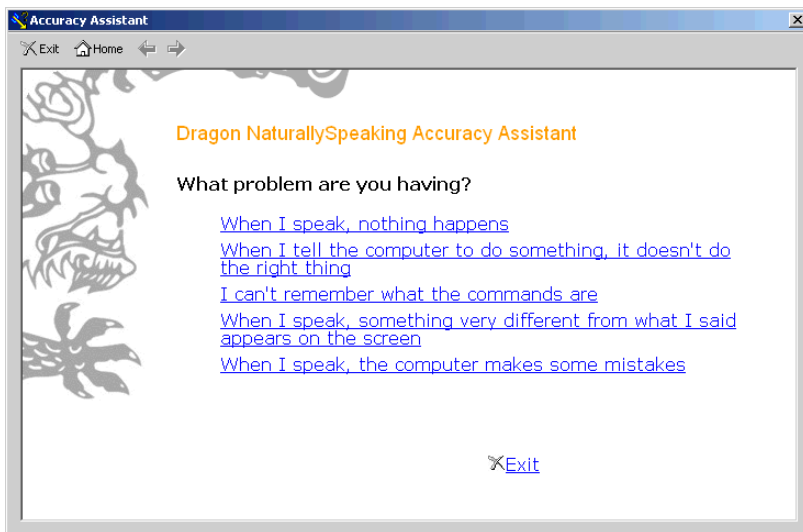 Accuracy Assistant
Exit Home
Dragon NaturallySpeaking Accuracy Assistant
What problem are you having?
When I speak, nothing happens
When I tell the computer to do something, it doesn't do
the right thing
I can't remember what the commands are
When I speak, something very different from what I said
appears on the screen
When I speak, the computer makes some mistakes
Exit